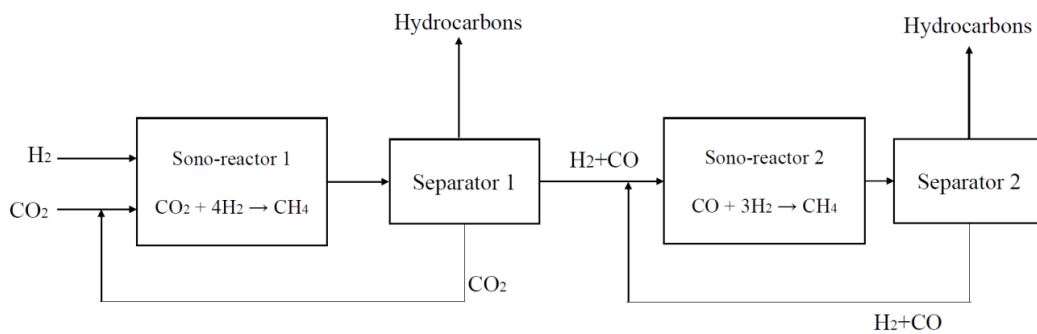 Hydrocarbons
Hydrocarbons
H₂
Sono-reactor 1
CO₂ + 4H₂ → CH₄
CO₂
Separator 1
H₂+CO
Sono-reactor 2
CO + 3H₂ → CH₄
Separator 2
CO₂
H₂+CO